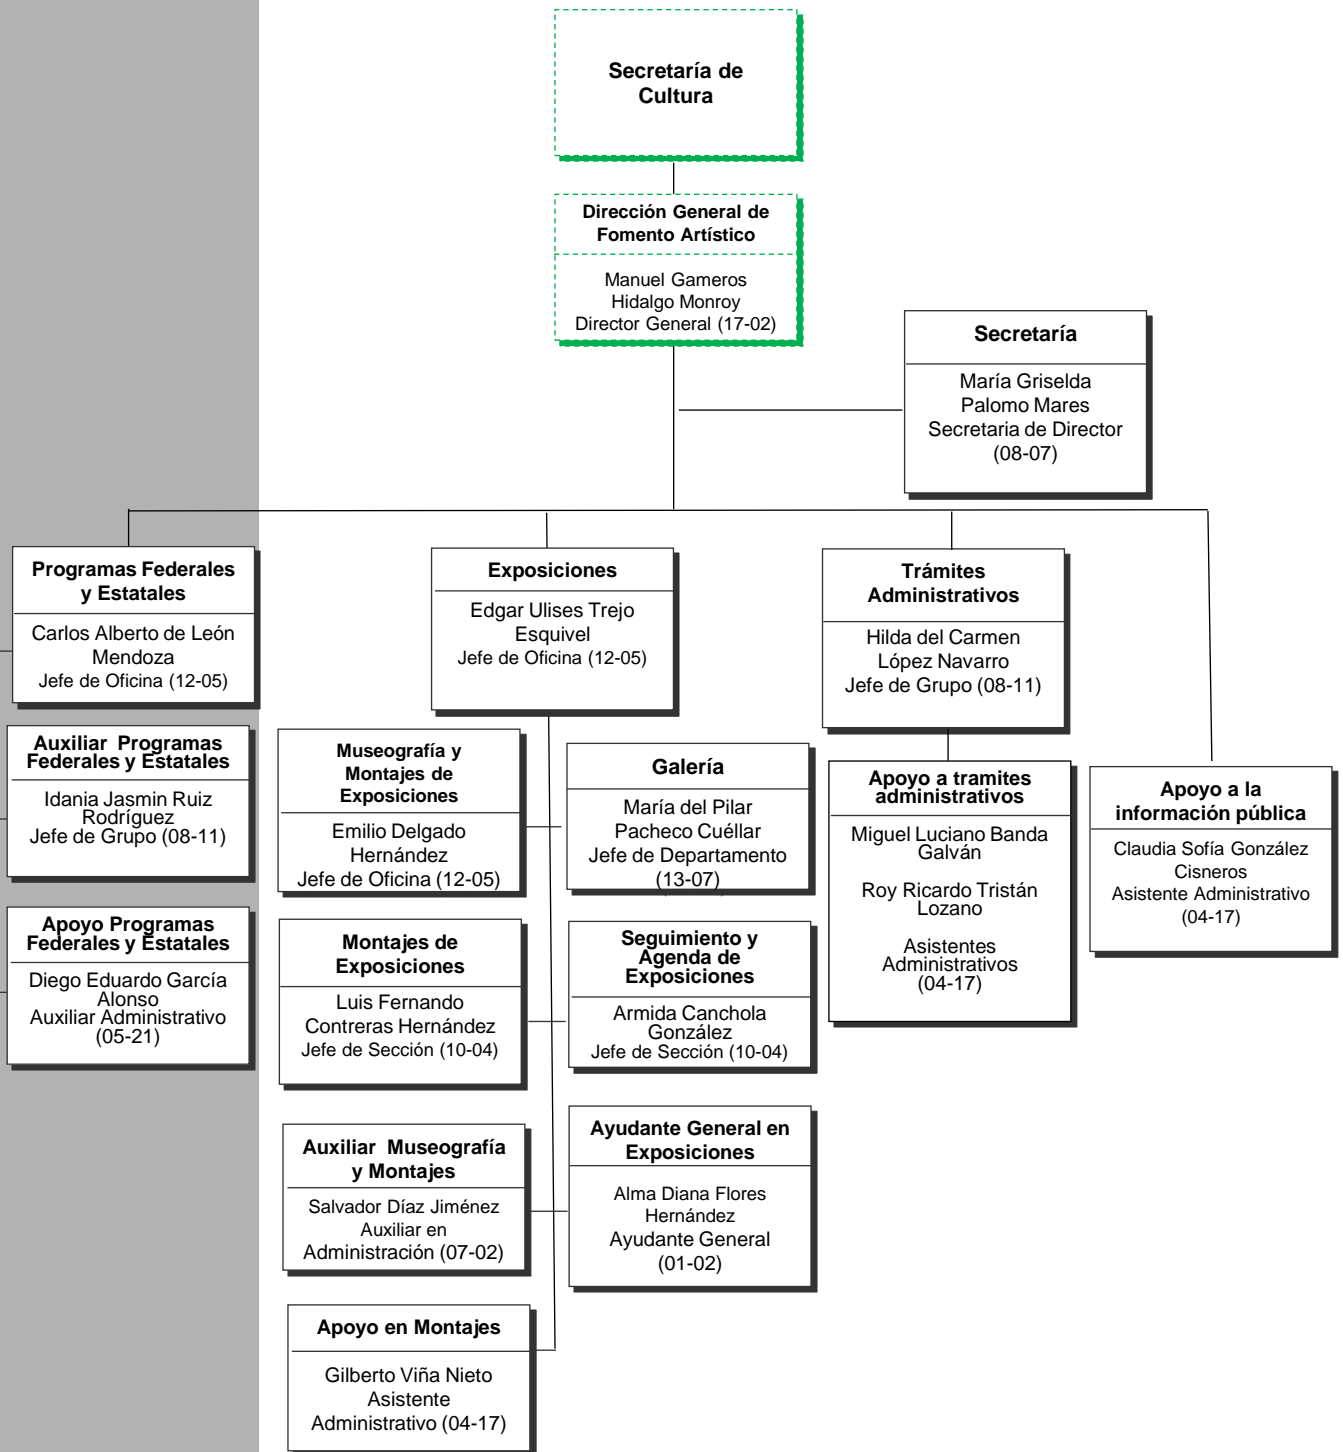 Secretaría de
Cultura
Dirección General de
Fomento Artístico
Manuel Gameros
Hidalgo Monroy
Director General (17-02)
Secretaría
María Griselda
Palomo Mares
Secretaria de Director
(08-07)
Programas Federales
y Estatales
Carlos Alberto de León
Mendoza
Jefe de Oficina (12-05)
Auxiliar Programas
Federales y Estatales
Idania Jasmin Ruiz
Rodríguez
Jefe de Grupo (08-11)
Apoyo Programas
Federales y Estatales
Diego Eduardo García
Alonso
Auxiliar Administrativo
(05-21)
Exposiciones
Edgar Ulises Trejo
Esquivel
Jefe de Oficina (12-05)
Museografía y
Montajes de
Exposiciones
Emilio Delgado
Hernández
Jefe de Oficina (12-05)
Galería
María del Pilar
Pacheco Cuéllar
Jefe de Departamento
(13-07)
Montajes de
Exposiciones
Luis Fernando
Contreras Hernández
Jefe de Sección (10-04)
Seguimiento y
Agenda de
Exposiciones
Armida Canchola
González
Jefe de Sección (10-04)
Auxiliar Museografía
y Montajes
Salvador Díaz Jiménez
Auxiliar en
Administración (07-02)
Ayudante General en
Exposiciones
Alma Diana Flores
Hernández
Ayudante General
(01-02)
Apoyo en Montajes
Gilberto Viña Nieto
Asistente
Administrativo (04-17)
Trámites
Administrativos
Hilda del Carmen
López Navarro
Jefe de Grupo (08-11)
Apoyo a tramites
administrativos
Miguel Luciano Banda
Galván
Roy Ricardo Tristán
Lozano
Asistentes
Administrativos
(04-17)
Apoyo a la
información pública
Claudia Sofía González
Cisneros
Asistente Administrativo
(04-17)